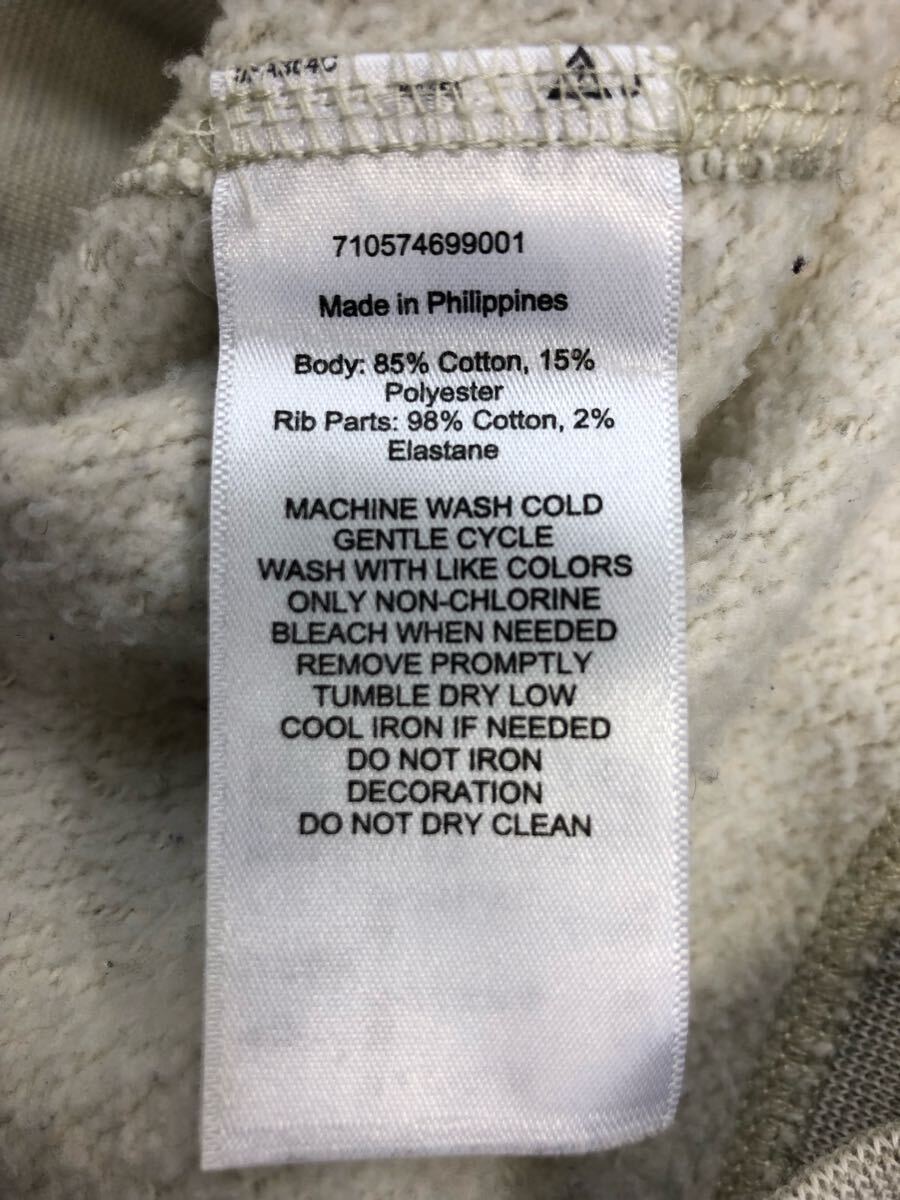 710574699001
Made in Philippines
Body: 85% Cotton, 15%
Polyester
Rib Parts: 98% Cotton, 2%
Elastane
MACHINE WASH COLD
GENTLE CYCLE
WASH WITH LIKE COLORS
ONLY NON-CHLORINE
BLEACH WHEN NEEDED
REMOVE PROMPTLY
TUMBLE DRY LOW
COOL IRON IF NEEDED
DO NOT IRON
DECORATION
DO NOT DRY CLEAN